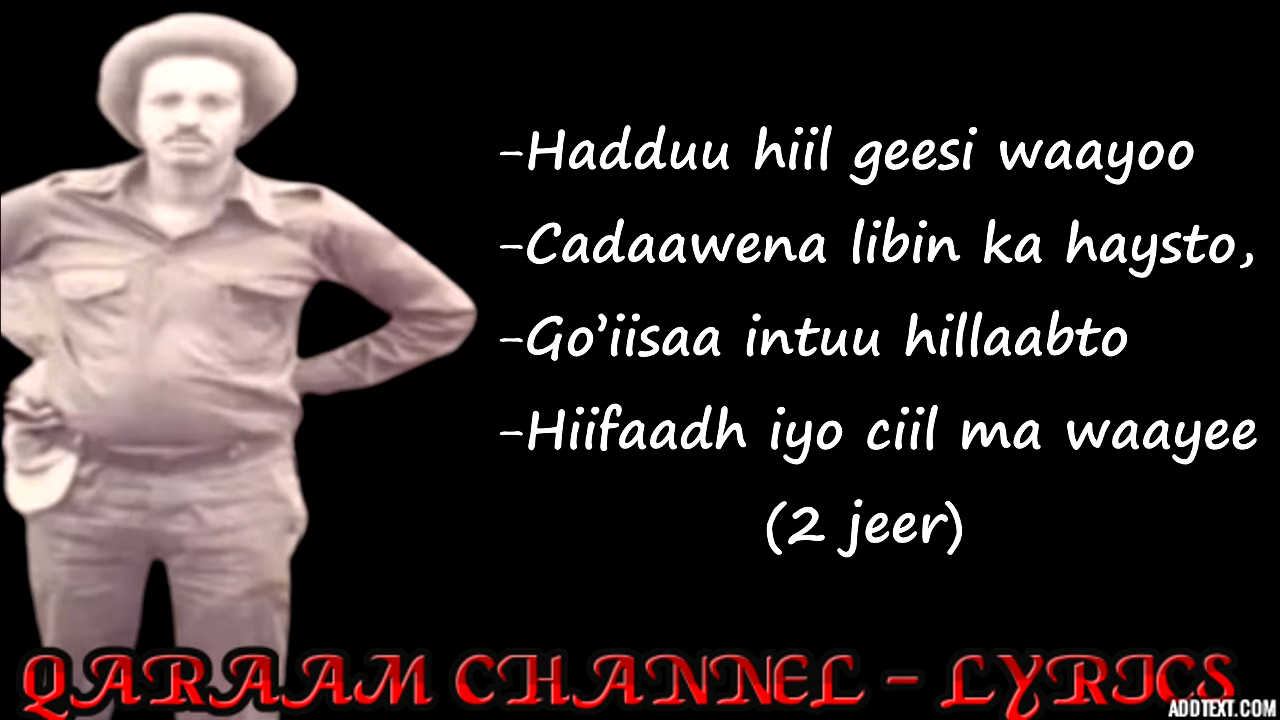 -Hadduu hiil geesi waayoo
-Cadaawena libin ka haysto,
-Go’iisaa intuu hillaabto
-Hiifaadh iyo ciil ma waayee
(2 jeer)
QARAAM CHANNEL - LYRICS
ADDTEXT.COM